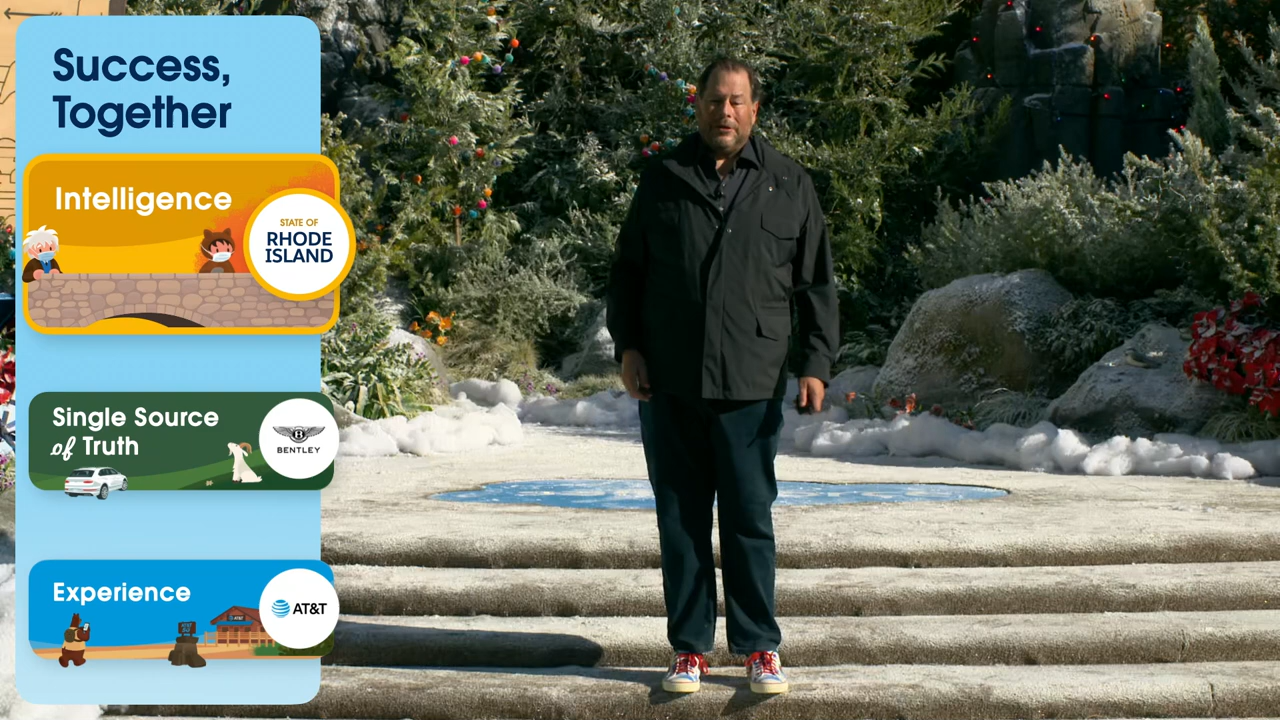 Success,
Together
Intelligence
STATE OF
RHODE
ISLAND
Single Source
of Truth
B
BENTLEY
Experience
AT&T